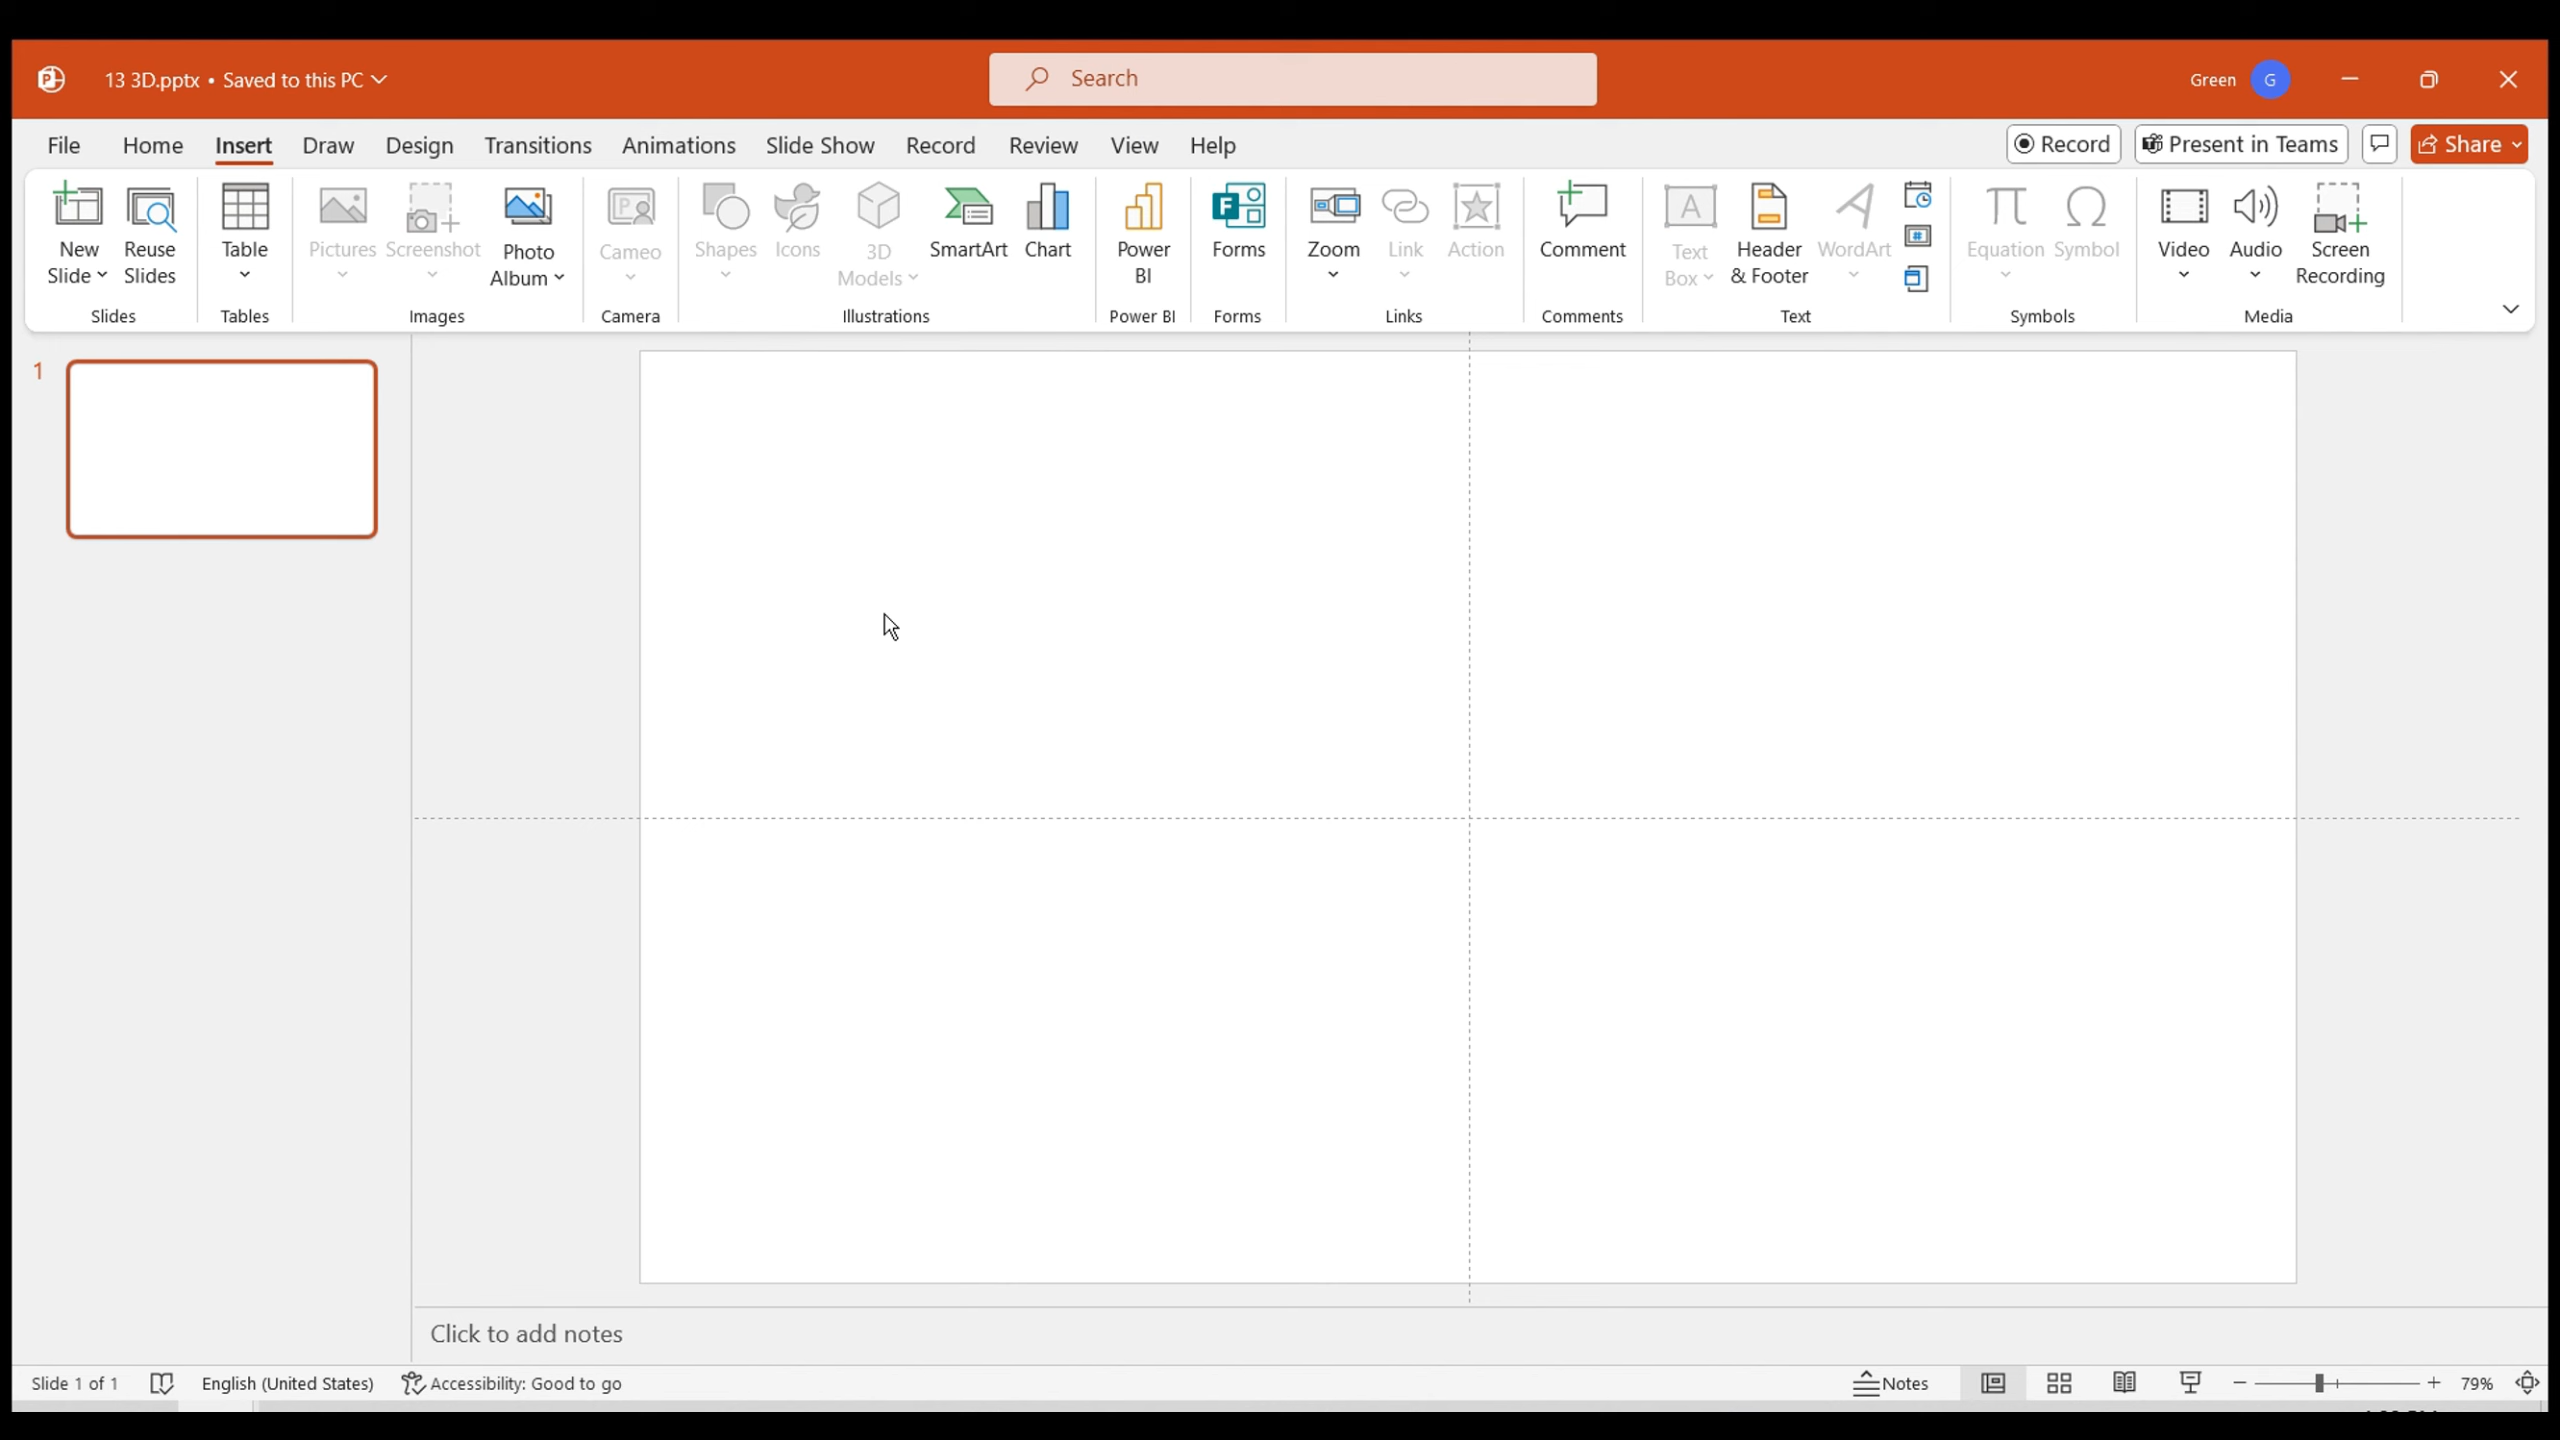 13 3D.pptx • Saved to this PC
Search
Green G
File Home Insert Draw Design Transitions Animations Slide Show Record Review View Help
Record Present in Teams Share
New Slide
Reuse Slides
Table
Pictures
Screenshot
Photo Album
Cameo
Shapes
Icons
3D Models
SmartArt
Chart
Power BI
Forms
Zoom
Link
Action
Comment
Text Box
Header & Footer
WordArt
Equation
Symbol
Video
Audio
Screen Recording
Slides Tables Images Camera Illustrations Power BI Forms Links Comments Text Symbols Media
1
Click to add notes
Slide 1 of 1 English (United States) Accessibility: Good to go Notes 79%